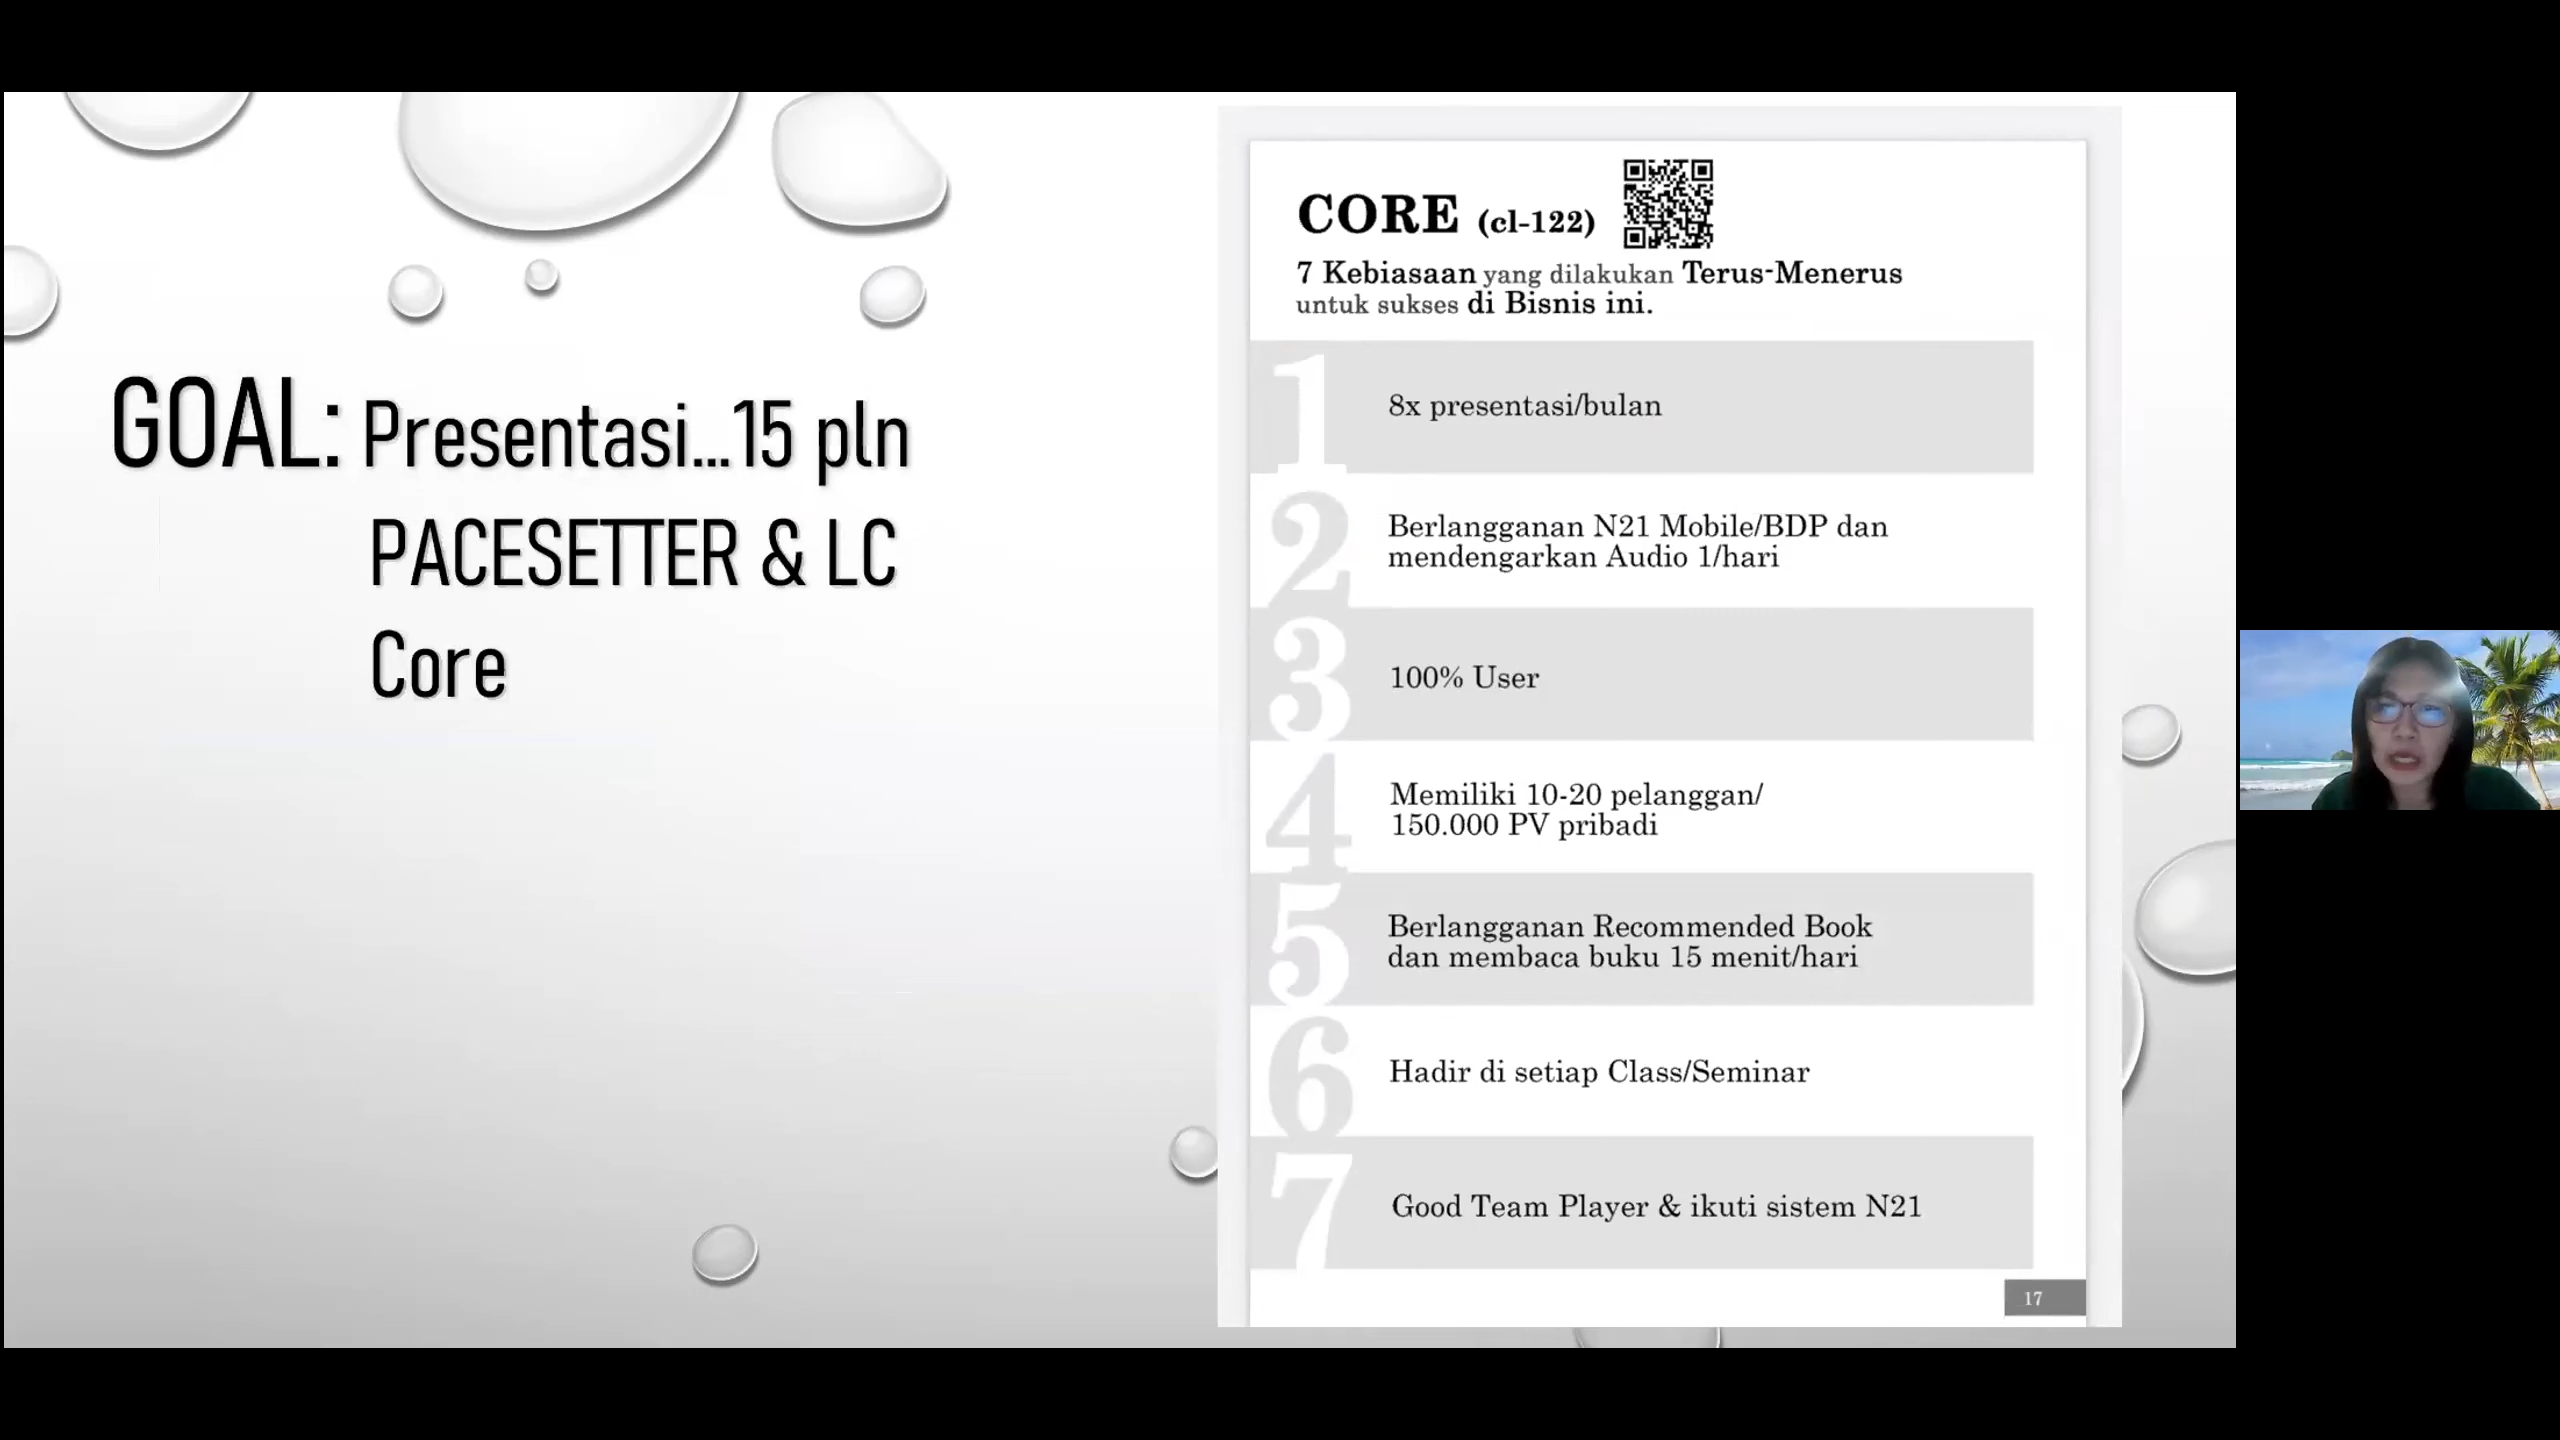 GOAL: Presentasi...15 pln
PACESETTER & LC
Core
CORE (cl-122)
7 Kebiasaan yang dilakukan Terus-Menerus
untuk sukses di Bisnis ini.
1
8x presentasi/bulan
2
Berlangganan N21 Mobile/BDP dan
mendengarkan Audio 1/hari
3
100% User
4
Memiliki 10-20 pelanggan/
150.000 PV pribadi
5
Berlangganan Recommended Book
dan membaca buku 15 menit/hari
6
Hadir di setiap Class/Seminar
7
Good Team Player & ikuti sistem N21
17